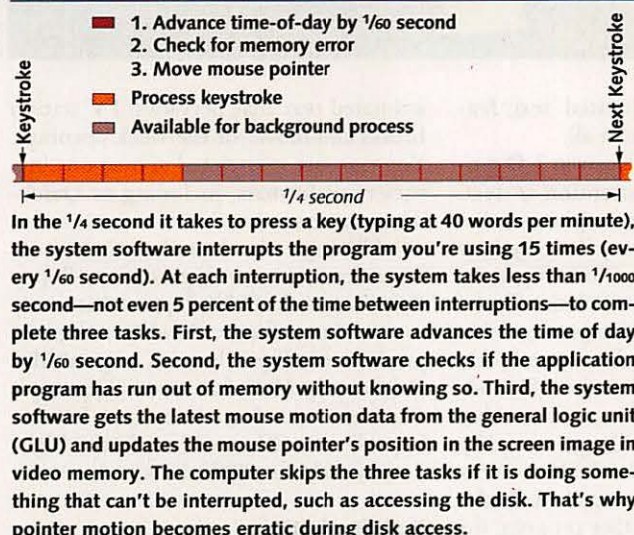 1. Advance time-of-day by 1/60 second
2. Check for memory error
3. Move mouse pointer
Process keystroke
Available for background process
Keystroke
Next Keystroke
1/4 second
In the 1/4 second it takes to press a key (typing at 40 words per minute),
the system software interrupts the program you're using 15 times (ev-
ery 1/60 second). At each interruption, the system takes less than 1/1000
second—not even 5 percent of the time between interruptions—to com-
plete three tasks. First, the system software advances the time of day
by 1/60 second. Second, the system software checks if the application
program has run out of memory without knowing so. Third, the system
software gets the latest mouse motion data from the general logic unit
(GLU) and updates the mouse pointer's position in the screen image in
video memory. The computer skips the three tasks if it is doing some-
thing that can't be interrupted, such as accessing the disk. That's why
pointer motion becomes erratic during disk access.